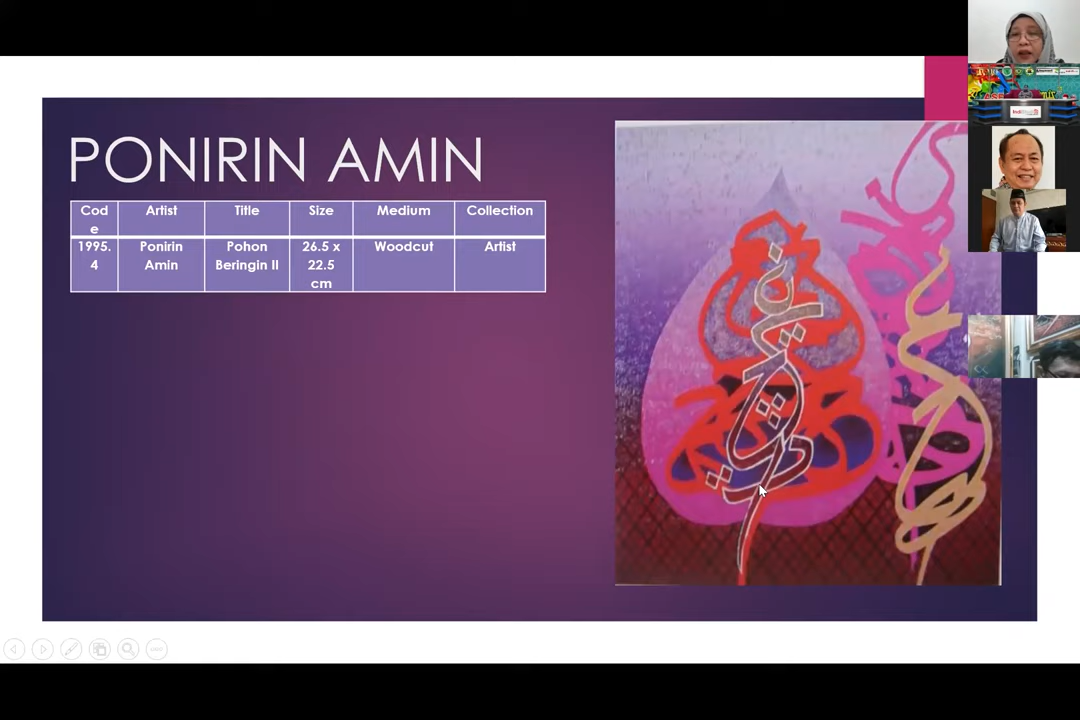 PONIRIN AMIN
Cod
e
Artist
Title
Size
Medium
Collection
1995.
4
Ponirin
Amin
Pohon
Beringin II
26.5 x
22.5
cm
Woodcut
Artist